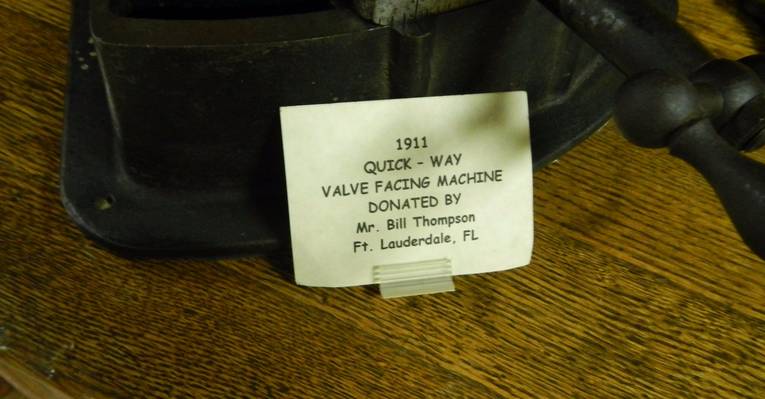 1911
QUICK - WAY
VALVE FACING MACHINE
DONATED BY
Mr. Bill Thompson
Ft. Lauderdale, FL